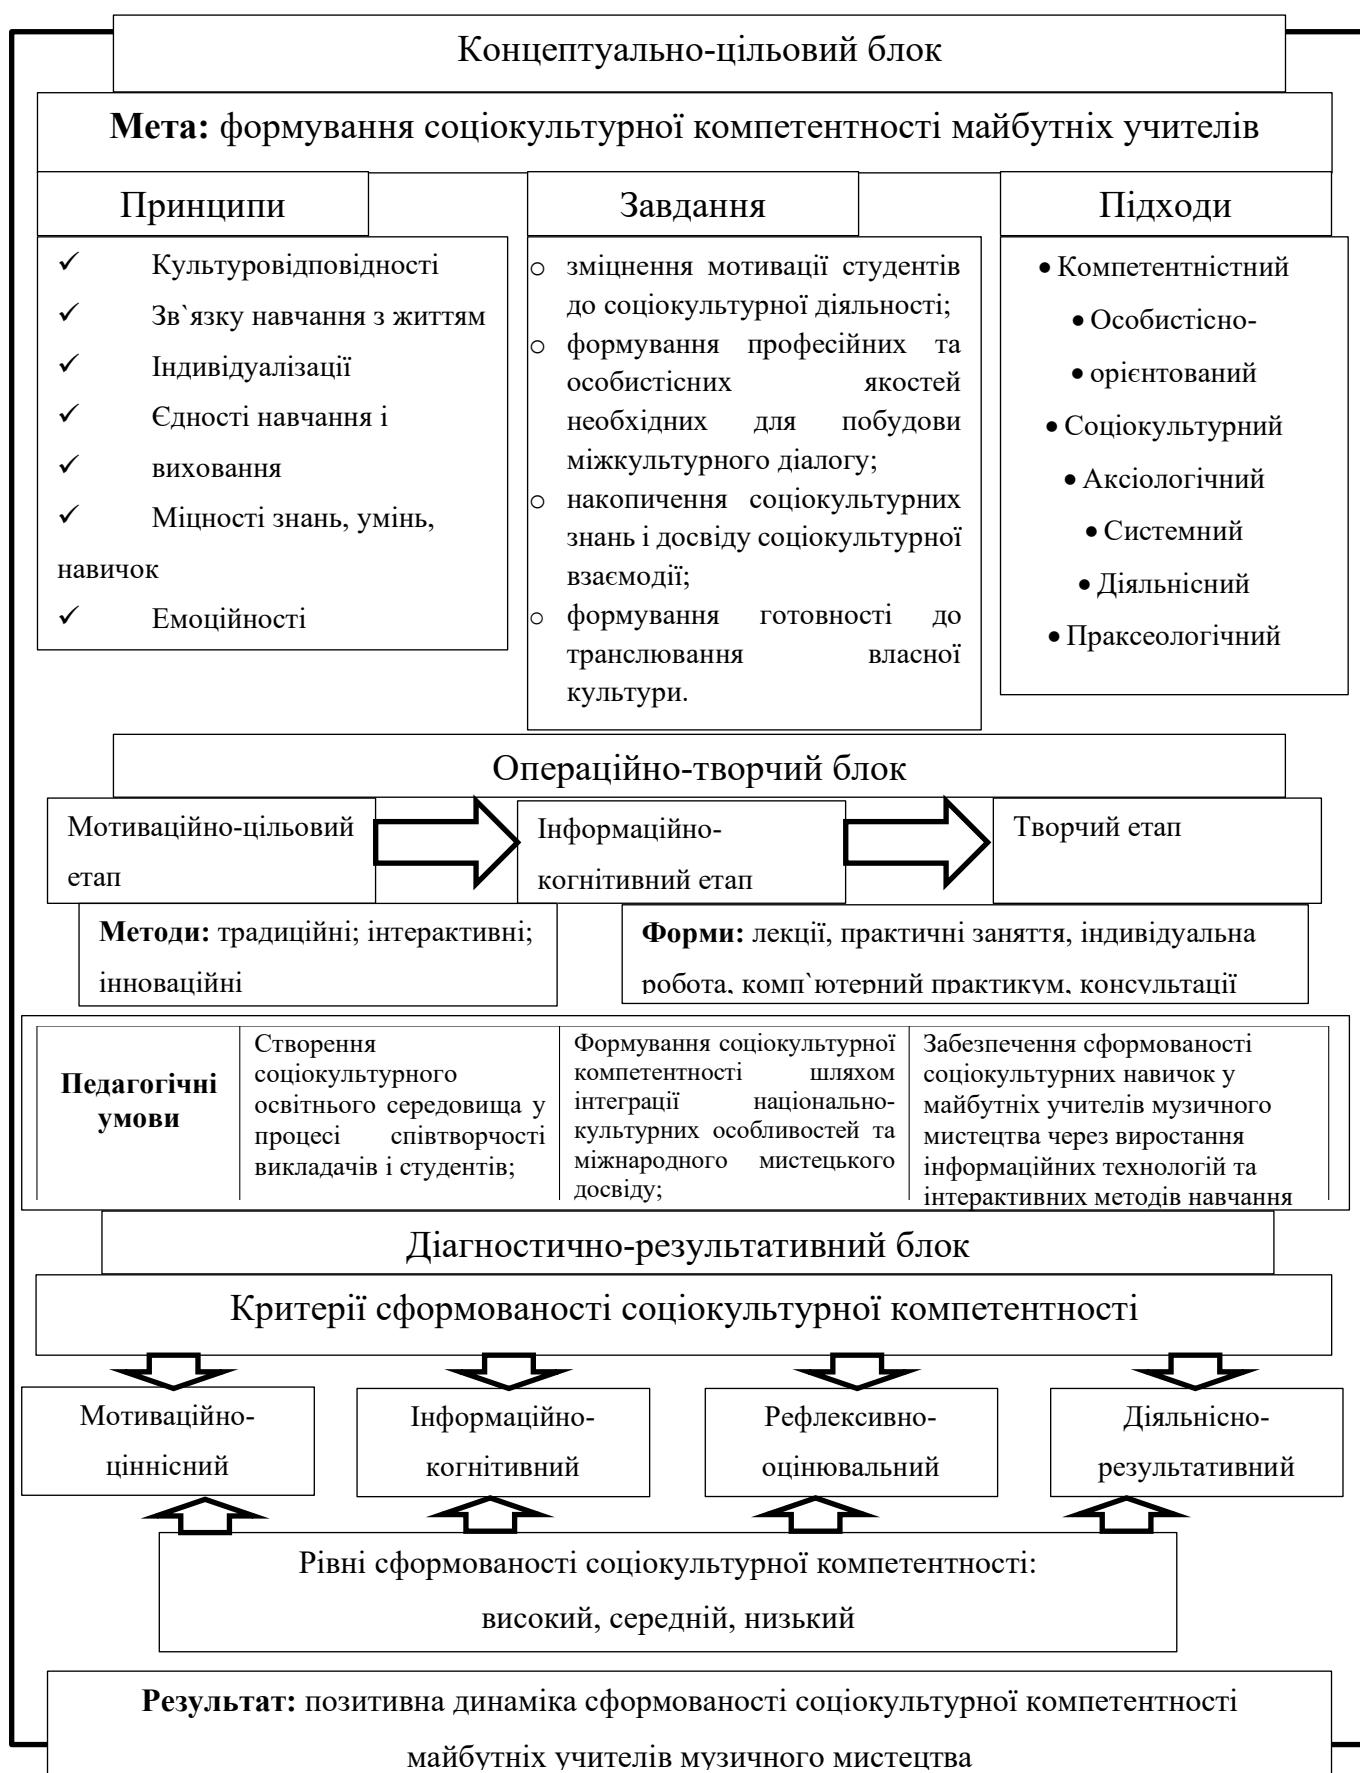 Концептуально-цільовий блок
Мета: формування соціокультурної компетентності майбутніх учителів
Принципи
✓ Культуровідповідності
✓ Зв`язку навчання з життям
✓ Індивідуалізації
✓ Єдності навчання і
✓ виховання
✓ Міцності знань, умінь,
навичок
✓ Емоційності
Завдання
o зміцнення мотивації студентів
до соціокультурної діяльності;
o формування професійних та
особистісних якостей
необхідних для побудови
міжкультурного діалогу;
o накопичення соціокультурних
знань і досвіду соціокультурної
взаємодії;
o формування готовності до
транслювання власної
культури.
Підходи
• Компетентністний
• Особистісно-
• орієнтований
• Соціокультурний
• Аксіологічний
• Системний
• Діяльнісний
• Праксеологічний
Операційно-творчий блок
Мотиваційно-цільовий
етап
Інформаційно-
когнітивний етап
Творчий етап
Методи: традиційні; інтерактивні;
інноваційні
Форми: лекції, практичні заняття, індивідуальна
робота, комп`ютерний практикум, консультації
Педагогічні
умови
Створення
соціокультурного
освітнього середовища у
процесі співтворчості
викладачів і студентів;
Формування соціокультурної
компетентності шляхом
інтеграції національно-
культурних особливостей та
міжнародного мистецького
досвіду;
Забезпечення сформованості
соціокультурних навичок у
майбутніх учителів музичного
мистецтва через виростання
інформаційних технологій та
інтерактивних методів навчання
Діагностично-результативний блок
Критерії сформованості соціокультурної компетентності
Мотиваційно-
ціннісний
Інформаційно-
когнітивний
Рефлексивно-
оцінювальний
Діяльнісно-
результативний
Рівні сформованості соціокультурної компетентності:
високий, середній, низький
Результат: позитивна динаміка сформованості соціокультурної компетентності
майбутніх учителів музичного мистецтва